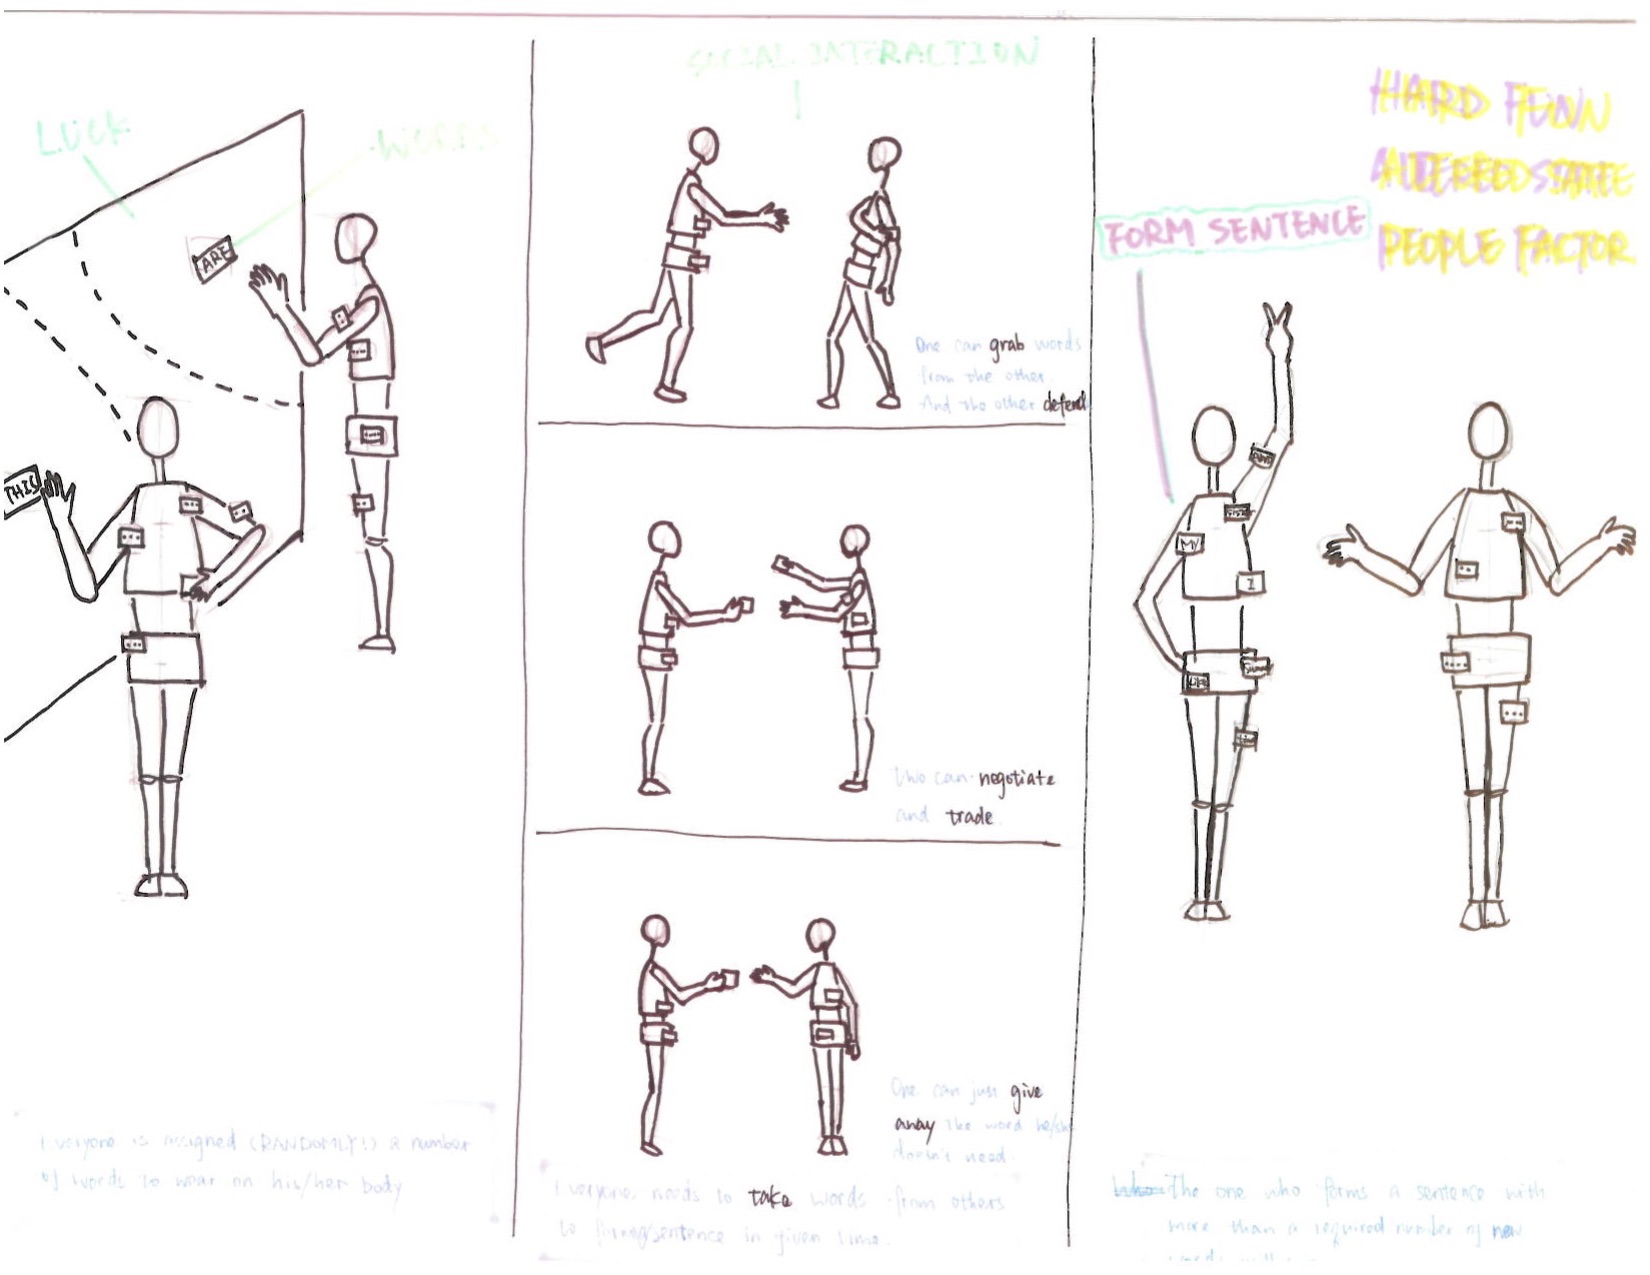 LUCK
WORDS
ARE
THIS
Everyone is assigned (RANDOMLY!) a number
of words to wear on his/her body
SOCIAL INTERACTION
One can grab words
from the other.
And the other defend
Two can negotiate
and trade.
One can just give
away the word he/she
doesn't need.
Everyone needs to take words from others
to sentence in given time.
HARD FUN
ALTERED STATE
PEOPLE FACTOR
FORM SENTENCE
MY
I
The one who forms a sentence with
more than a required number of new
words